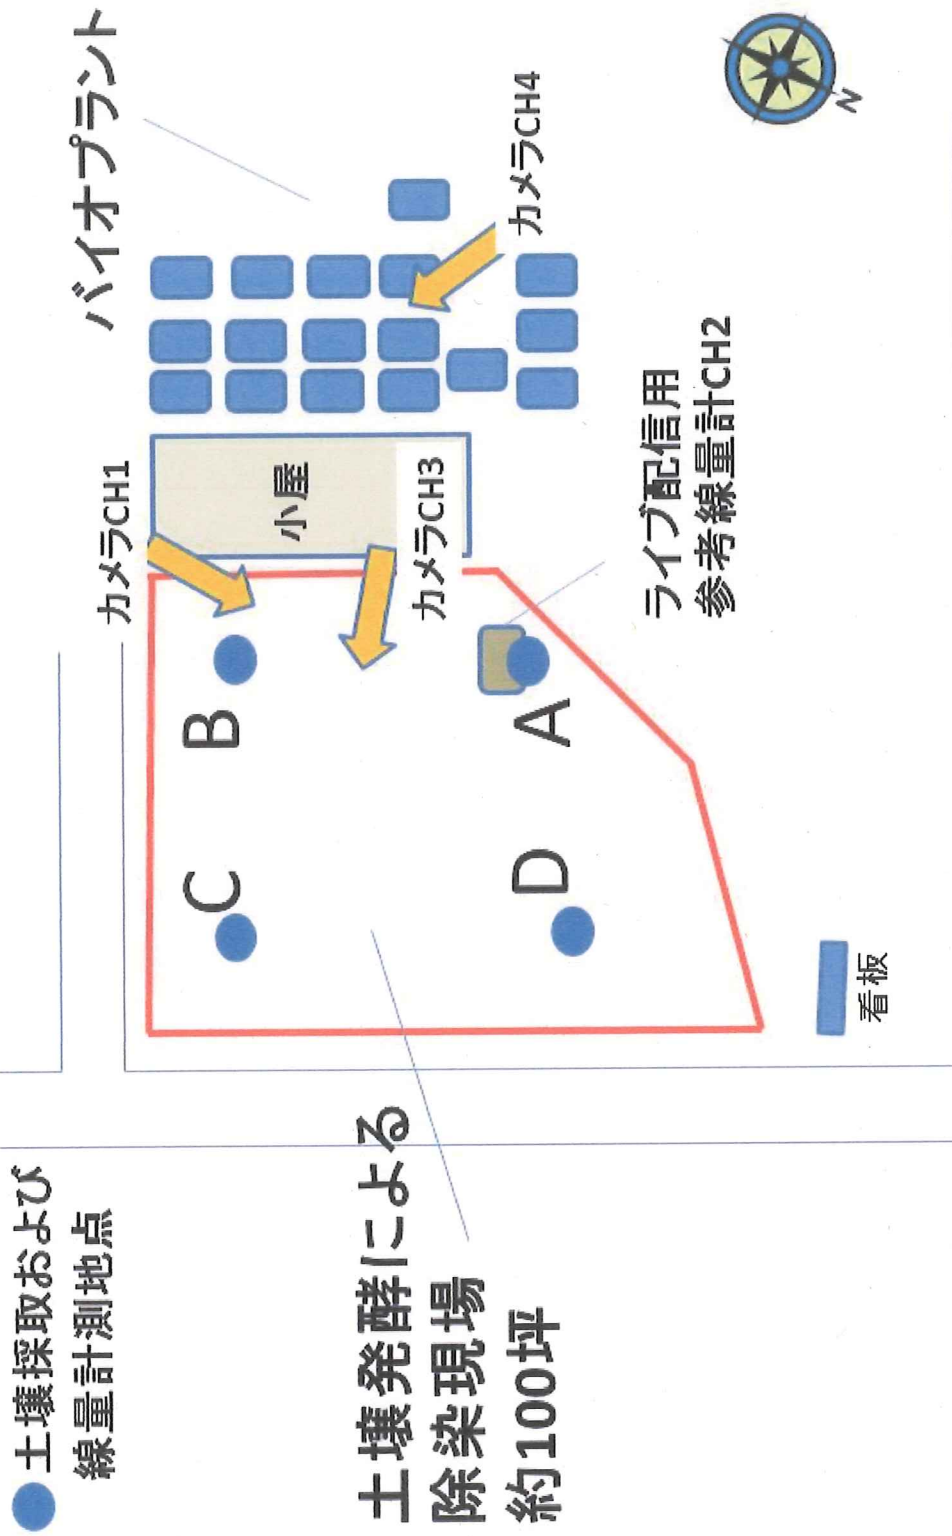 土壌採取および
線量計測地点
土壌発酵による
除染現場
約100坪
カメラCH1
バイオプラント
C
B
小屋
カメラCH3
カメラCH4
D
A
ライブ配信用
参考線量計CH2
看板
N